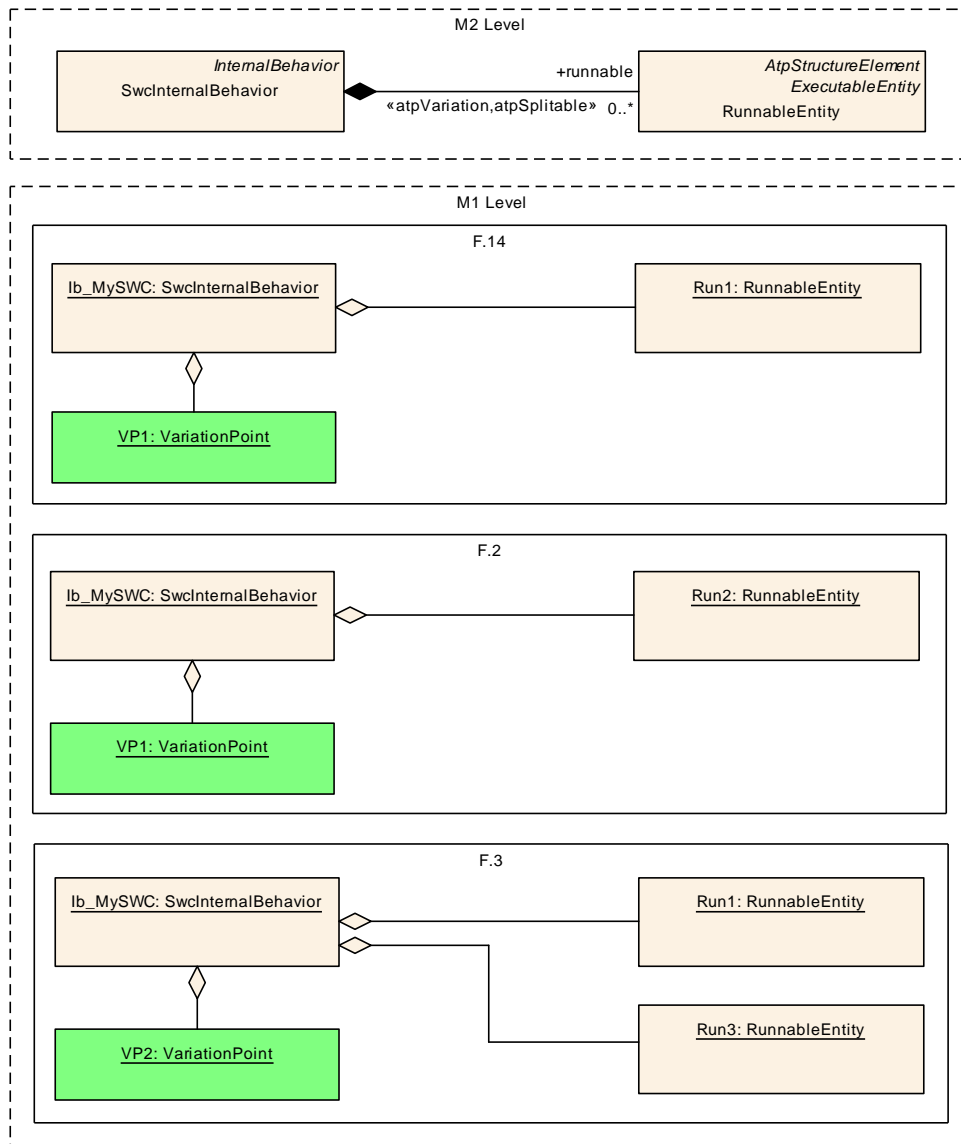 M2 Level
InternalBehavior
SwcInternalBehavior
+runnable
«atpVariation,atpSplitable» 0..*
AtpStructureElement
ExecutableEntity
RunnableEntity
M1 Level
F.14
Ib_MySWC: SwcInternalBehavior
Run1: RunnableEntity
VP1: VariationPoint
F.2
Ib_MySWC: SwcInternalBehavior
Run2: RunnableEntity
VP1: VariationPoint
F.3
Ib_MySWC: SwcInternalBehavior
Run1: RunnableEntity
VP2: VariationPoint
Run3: RunnableEntity